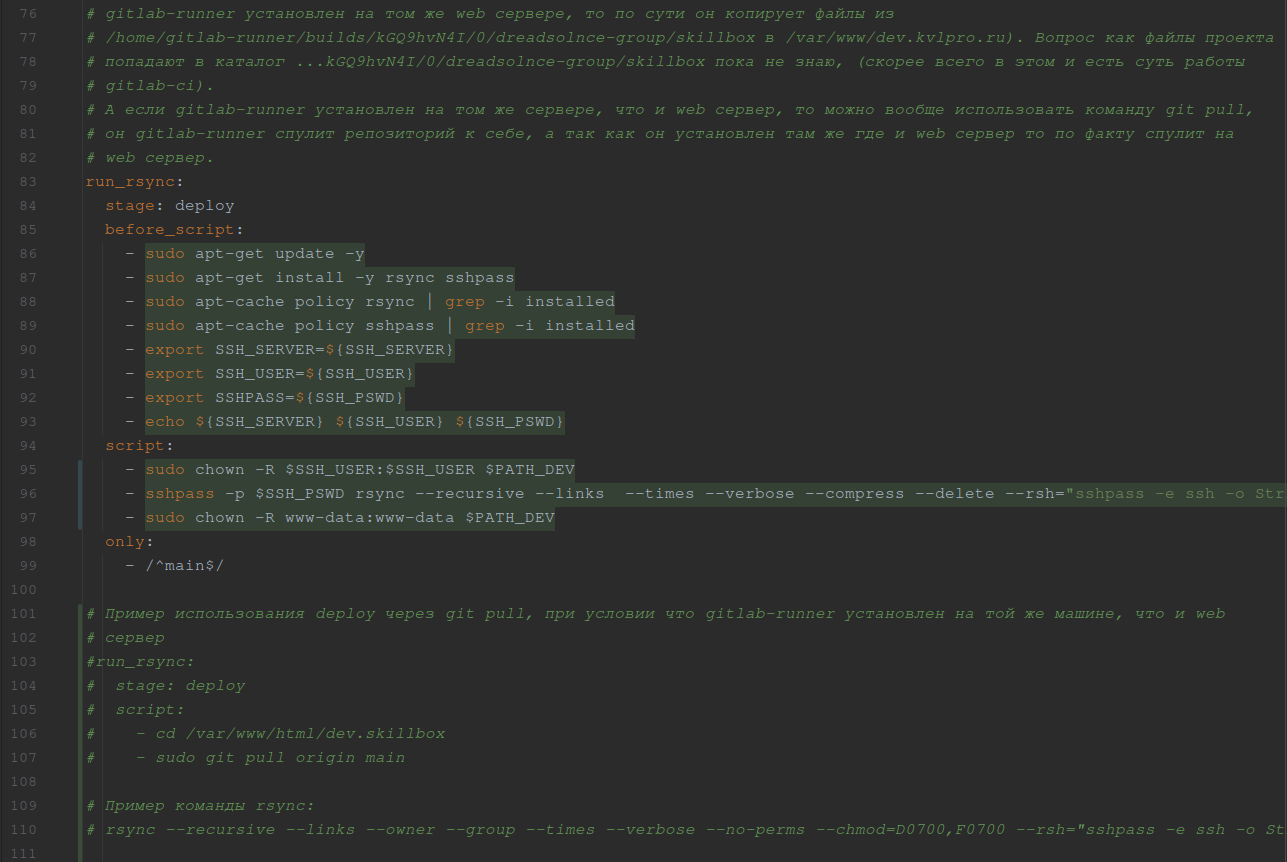 76 # gitlab-runner установлен на том же web сервере, то по сути он копирует файлы из
77 # /home/gitlab-runner/builds/kGQ9hvN4I/0/dreadsolnce-group/skillbox в /var/www/dev.kvlpro.ru). Вопрос как файлы проекта
78 # попадают в каталог ...kGQ9hvN4I/0/dreadsolnce-group/skillbox пока не знаю, (скорее всего в этом и есть суть работы
79 # gitlab-ci).
80 # А если gitlab-runner установлен на том же сервере, что и web сервер, то можно вообще использовать команду git pull,
81 # он gitlab-runner спулит репозиторий к себе, а так как он установлен там же где и web сервер то по факту спулит на
82 # web сервер.
83 run_rsync:
84 stage: deploy
85 before_script:
86 - sudo apt-get update -y
87 - sudo apt-get install -y rsync sshpass
88 - sudo apt-cache policy rsync | grep -i installed
89 - sudo apt-cache policy sshpass | grep -i installed
90 - export SSH_SERVER=${SSH_SERVER}
91 - export SSH_USER=${SSH_USER}
92 - export SSHPASS=${SSH_PSWD}
93 - echo ${SSH_SERVER} ${SSH_USER} ${SSH_PSWD}
94 script:
95 - sudo chown -R $SSH_USER:$SSH_USER $PATH_DEV
96 - sshpass -p $SSH_PSWD rsync --recursive --links  --times --verbose --compress --delete --rsh="sshpass -e ssh -o Str
97 - sudo chown -R www-data:www-data $PATH_DEV
98 only:
99 - /^main$/
100
101 # Пример использования deploy через git pull, при условии что gitlab-runner установлен на той же машине, что и web
102 # сервер
103 #run_rsync:
104 #  stage: deploy
105 #  script:
106 #    - cd /var/www/html/dev.skillbox
107 #    - sudo git pull origin main
108
109 # Пример команды rsync:
110 # rsync --recursive --links --owner --group --times --verbose --no-perms --chmod=D0700,F0700 --rsh="sshpass -e ssh -o St
111